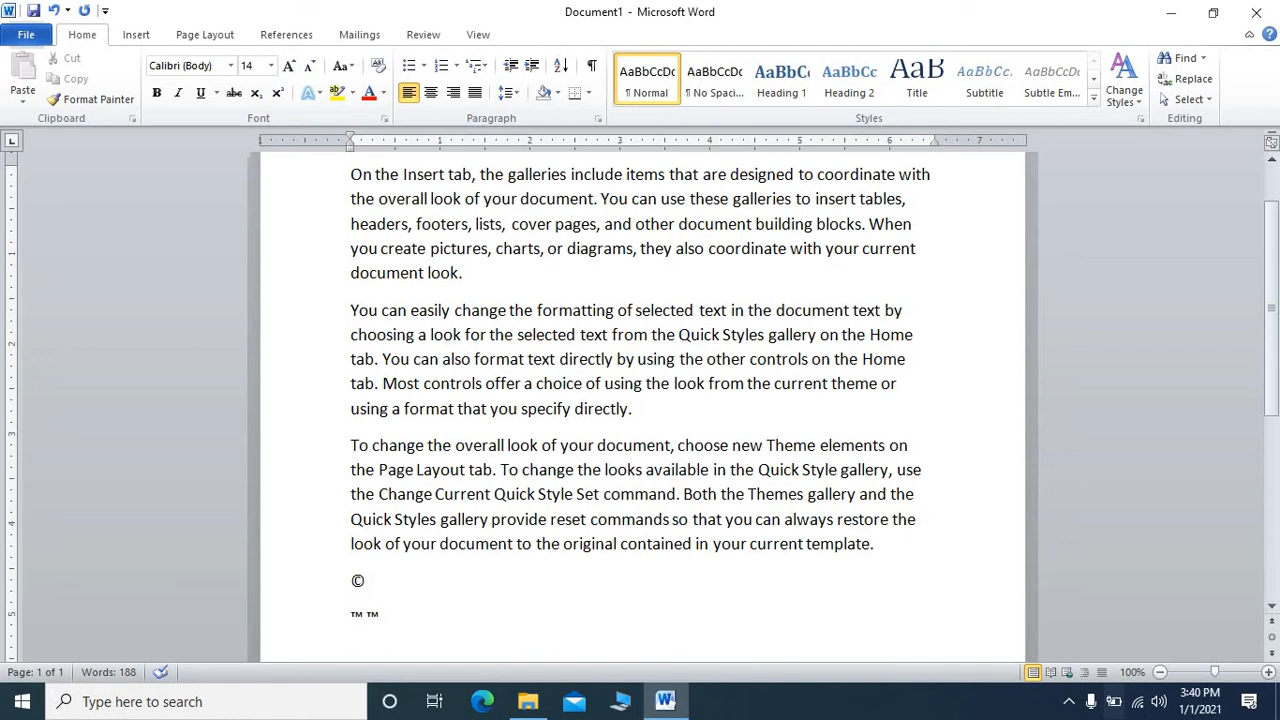 Document1 - Microsoft Word
File Home Insert Page Layout References Mailings Review View
Paste
Cut
Copy
Format Painter
Clipboard
Calibri (Body) 14
Font
Paragraph
AaBbCcDc AaBbCcDc AaBbCc AaBbCc AaB AaBbCc. AaBbCcDc
¶ Normal ¶ No Spaci... Heading 1 Heading 2 Title Subtitle Subtle Em...
Styles
Change
Styles
Find
Replace
Select
Editing
1 1 2 3 4 5 6 7
On the Insert tab, the galleries include items that are designed to coordinate with
the overall look of your document. You can use these galleries to insert tables,
headers, footers, lists, cover pages, and other document building blocks. When
you create pictures, charts, or diagrams, they also coordinate with your current
document look.
You can easily change the formatting of selected text in the document text by
choosing a look for the selected text from the Quick Styles gallery on the Home
tab. You can also format text directly by using the other controls on the Home
tab. Most controls offer a choice of using the look from the current theme or
using a format that you specify directly.
To change the overall look of your document, choose new Theme elements on
the Page Layout tab. To change the looks available in the Quick Style gallery, use
the Change Current Quick Style Set command. Both the Themes gallery and the
Quick Styles gallery provide reset commands so that you can always restore the
look of your document to the original contained in your current template.
©
™ ™
Page: 1 of 1 Words: 188 100%
Type here to search
3:40 PM
1/1/2021